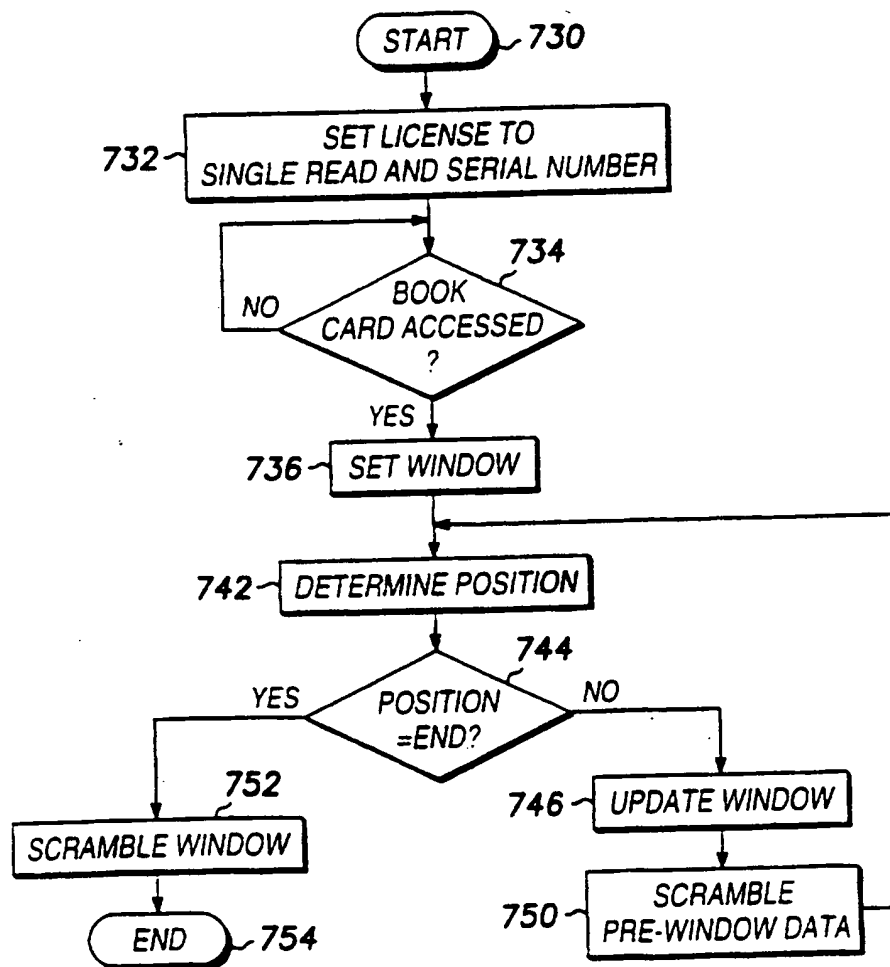 START
730
732
SET LICENSE TO
SINGLE READ AND SERIAL NUMBER
734
NO
BOOK
CARD ACCESSED
?
YES
736
SET WINDOW
742
DETERMINE POSITION
744
YES
POSITION
=END?
NO
752
SCRAMBLE WINDOW
746
UPDATE WINDOW
750
SCRAMBLE
PRE-WINDOW DATA
END
754